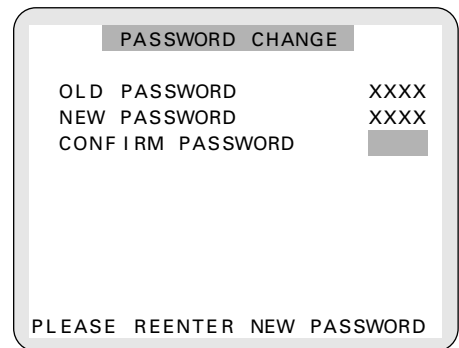 PASSWORD CHANGE
OLD PASSWORD XXXX
NEW PASSWORD XXXX
CONFIRM PASSWORD
PLEASE REENTER NEW PASSWORD